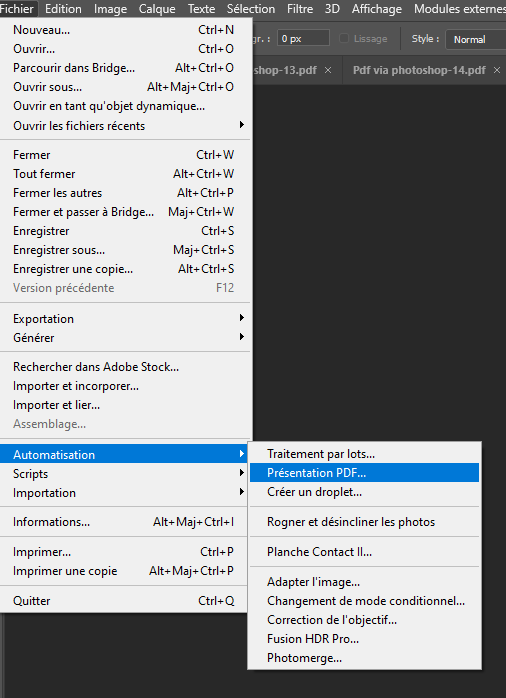 Fichier Edition Image Calque Texte Sélection Filtre 3D Affichage Modules externes
Nouveau... Ctrl+N
gr. : 0 px Lissage Style : Normal
Ouvrir... Ctrl+O
Parcourir dans Bridge... Alt+Ctrl+O
shop-13.pdf × Pdf via photoshop-14.pdf ×
Ouvrir sous... Alt+Maj+Ctrl+O
Ouvrir en tant qu'objet dynamique...
Ouvrir les fichiers récents
Fermer Ctrl+W
Tout fermer Alt+Ctrl+W
Fermer les autres Alt+Ctrl+P
Fermer et passer à Bridge... Maj+Ctrl+W
Enregistrer Ctrl+S
Enregistrer sous... Maj+Ctrl+S
Enregistrer une copie... Alt+Ctrl+S
Version précédente F12
Exportation
Générer
Rechercher dans Adobe Stock...
Importer et incorporer...
Importer et lier...
Assemblage...
Automatisation
Scripts
Importation
Informations... Alt+Maj+Ctrl+I
Imprimer... Ctrl+P
Imprimer une copie Alt+Maj+Ctrl+P
Quitter Ctrl+Q
Traitement par lots...
Présentation PDF...
Créer un droplet...
Rogner et désincliner les photos
Planche Contact II...
Adapter l'image...
Changement de mode conditionnel...
Correction de l'objectif...
Fusion HDR Pro...
Photomerge...